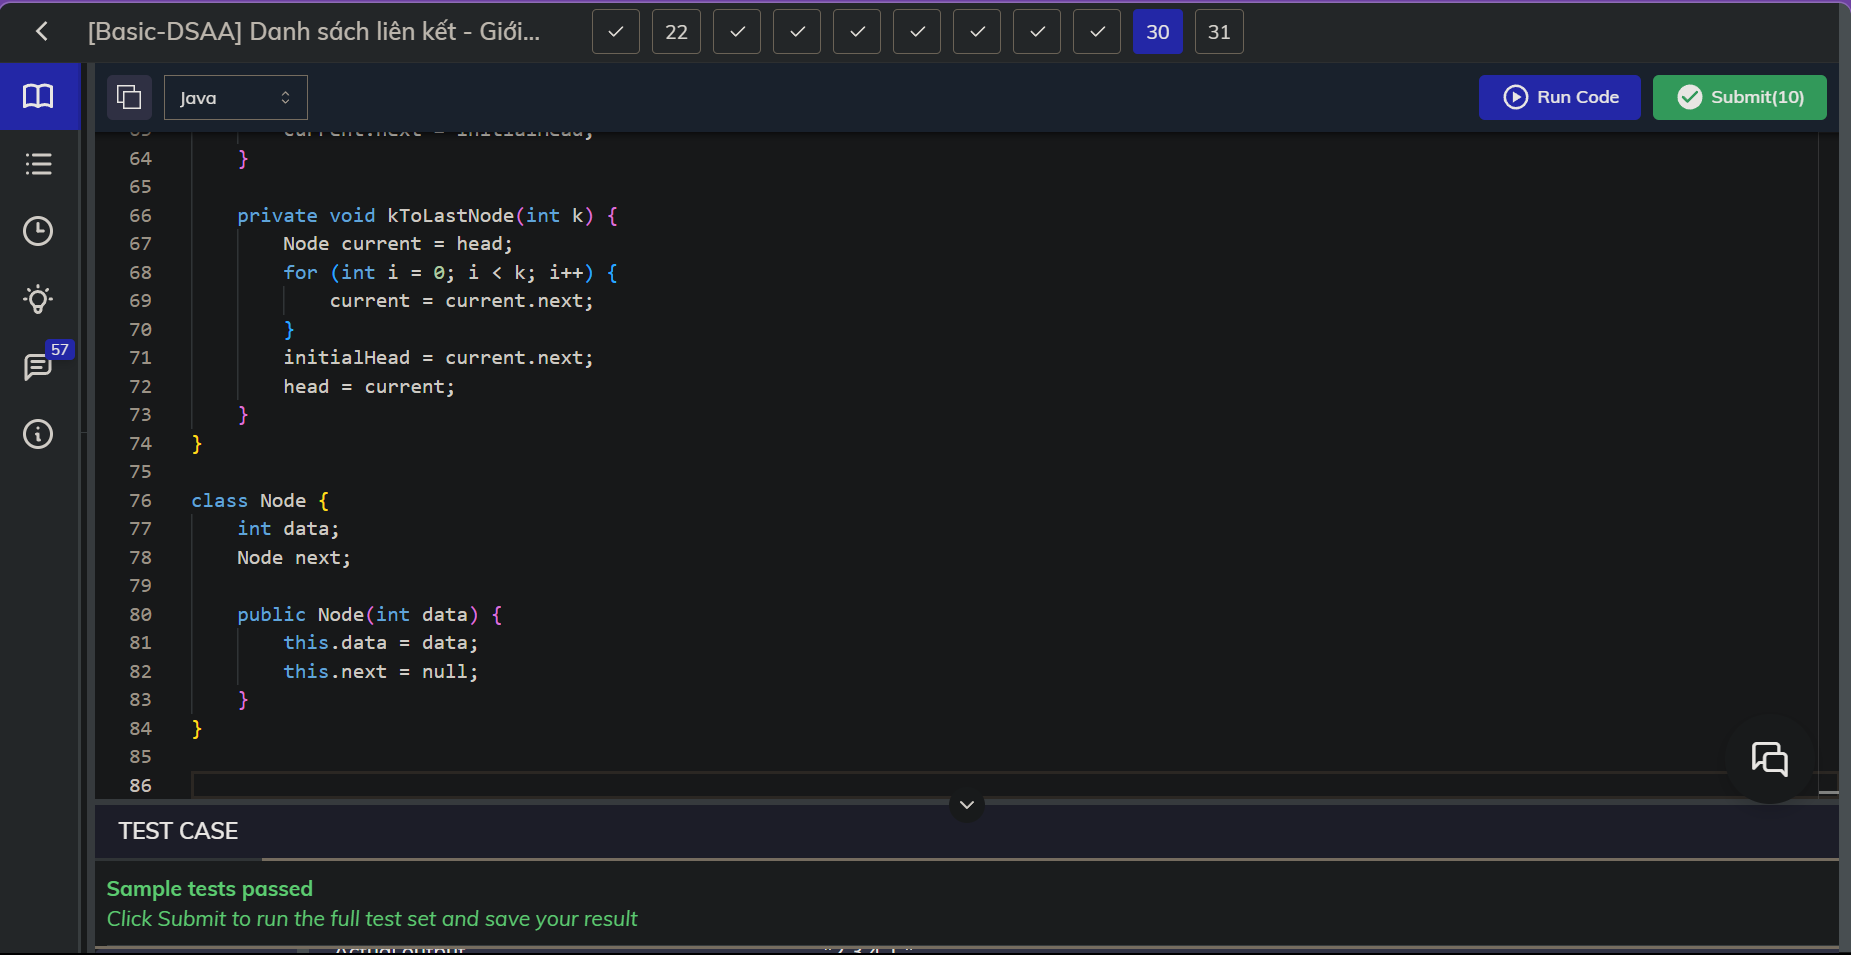 [Basic-DSAA] Danh sách liên kết - Giới... 22 30 31
Java Run Code Submit(10)
64 }
65
66 private void kToLastNode(int k) {
67 Node current = head;
68 for (int i = 0; i < k; i++) {
69 current = current.next;
70 }
71 initialHead = current.next;
72 head = current;
73 }
74 }
75
76 class Node {
77 int data;
78 Node next;
79
80 public Node(int data) {
81 this.data = data;
82 this.next = null;
83 }
84 }
85
86
57
TEST CASE
Sample tests passed
Click Submit to run the full test set and save your result